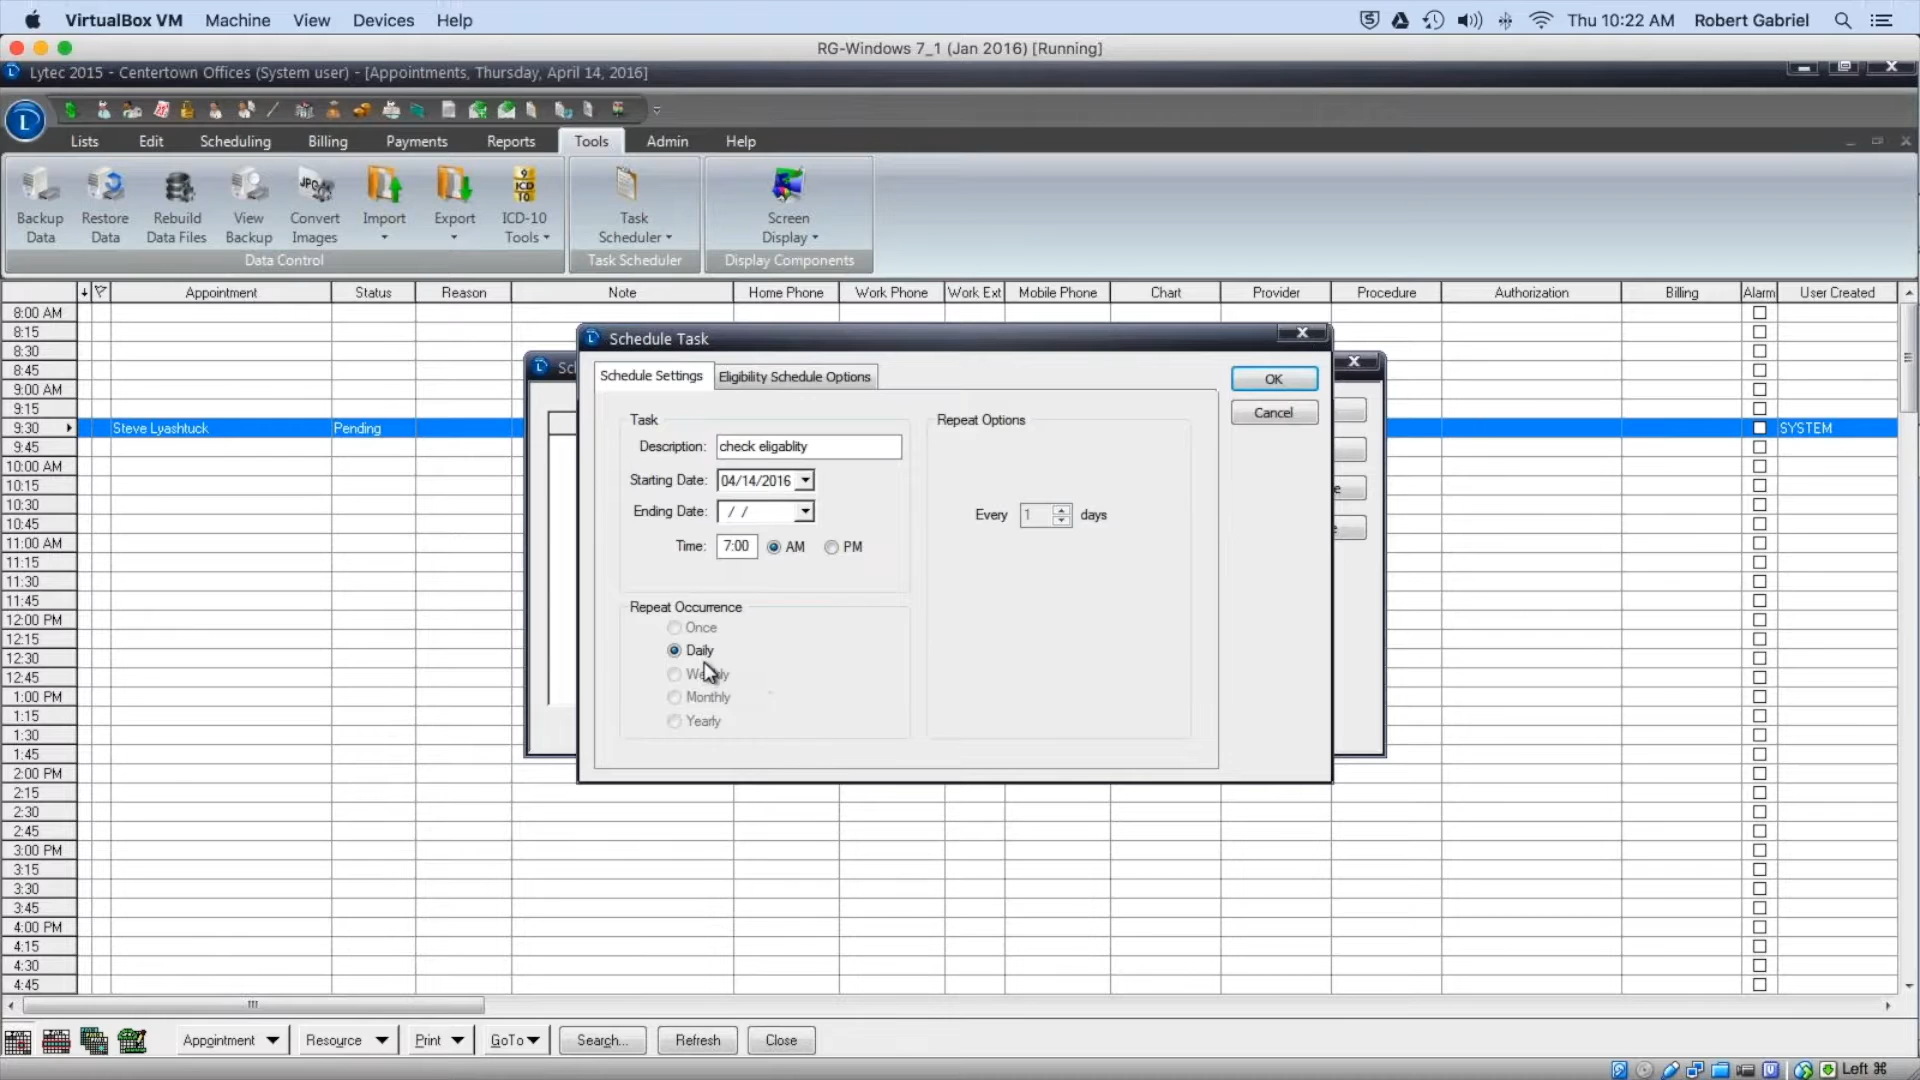 VirtualBox VM Machine View Devices Help Thu 10:22 AM Robert Gabriel
RG-Windows 7_1 (Jan 2016) [Running]
Lytec 2015 - Centertown Offices (System user) - [Appointments, Thursday, April 14, 2016]
L
Lists Edit Scheduling Billing Payments Reports Tools Admin Help
Backup Data
Restore Data
Rebuild Data Files
View Backup
Convert Images
Import
Export
ICD-10 Tools
Task Scheduler
Screen Display
Data Control Task Scheduler Display Components
Appointment Status Reason Note Home Phone Work Phone Work Ext Mobile Phone Chart Provider Procedure Authorization Billing Alarm User Created
8:00 AM
8:15
8:30
8:45
9:00 AM
9:15
9:30 Steve Lyashtuck Pending SYSTEM
9:45
10:00 AM
10:15
10:30
10:45
11:00 AM
11:15
11:30
11:45
12:00 PM
12:15
12:30
12:45
1:00 PM
1:15
1:30
1:45
2:00 PM
2:15
2:30
2:45
3:00 PM
3:15
3:30
3:45
4:00 PM
4:15
4:30
4:45
Schedule Task
Schedule Settings Eligibility Schedule Options
OK
Cancel
Task
Description: check eligablity
Starting Date: 04/14/2016
Ending Date: / /
Time: 7:00 AM PM
Repeat Options
Every 1 days
Repeat Occurrence
Once
Daily
Weekly
Monthly
Yearly
Appointment Resource Print GoTo Search... Refresh Close
Left ⌘